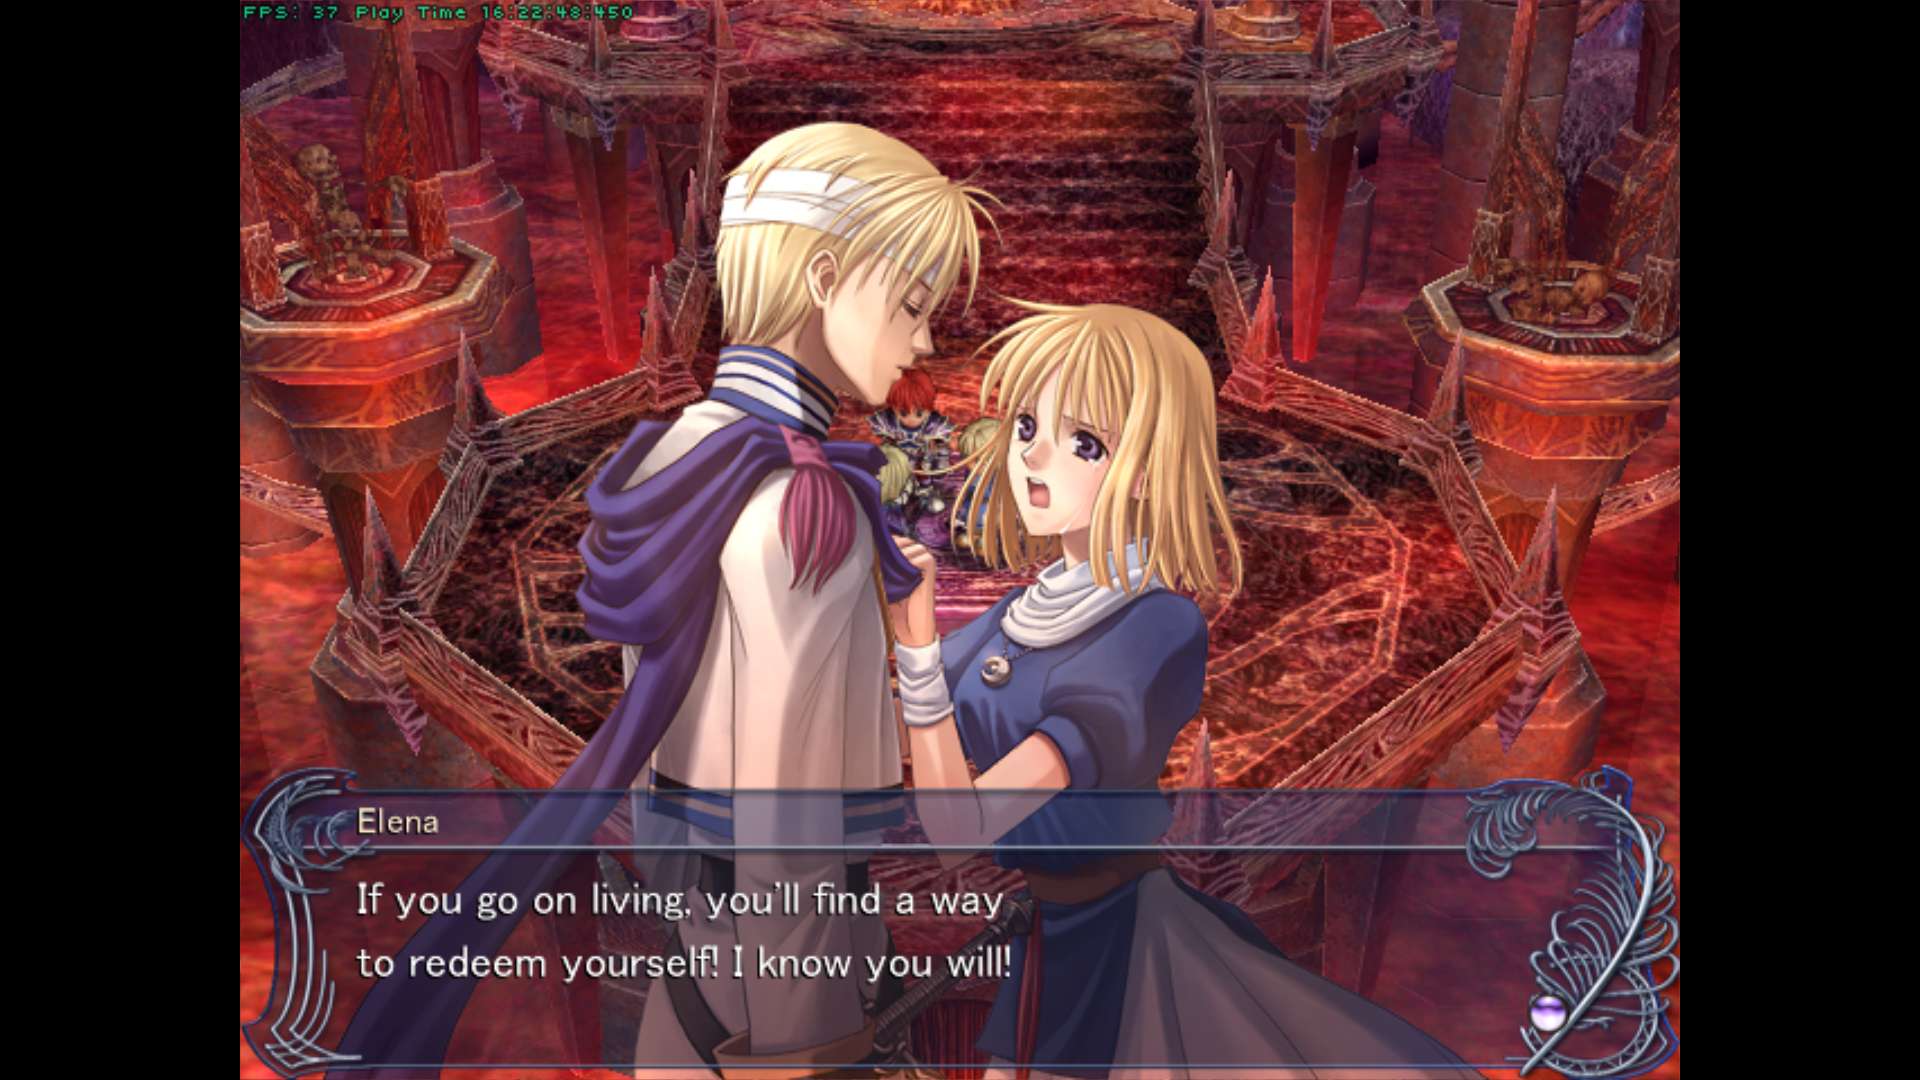 FPS: 37 Play Time 16:22:48:450
Elena
If you go on living, you'll find a way
to redeem yourself! I know you will!